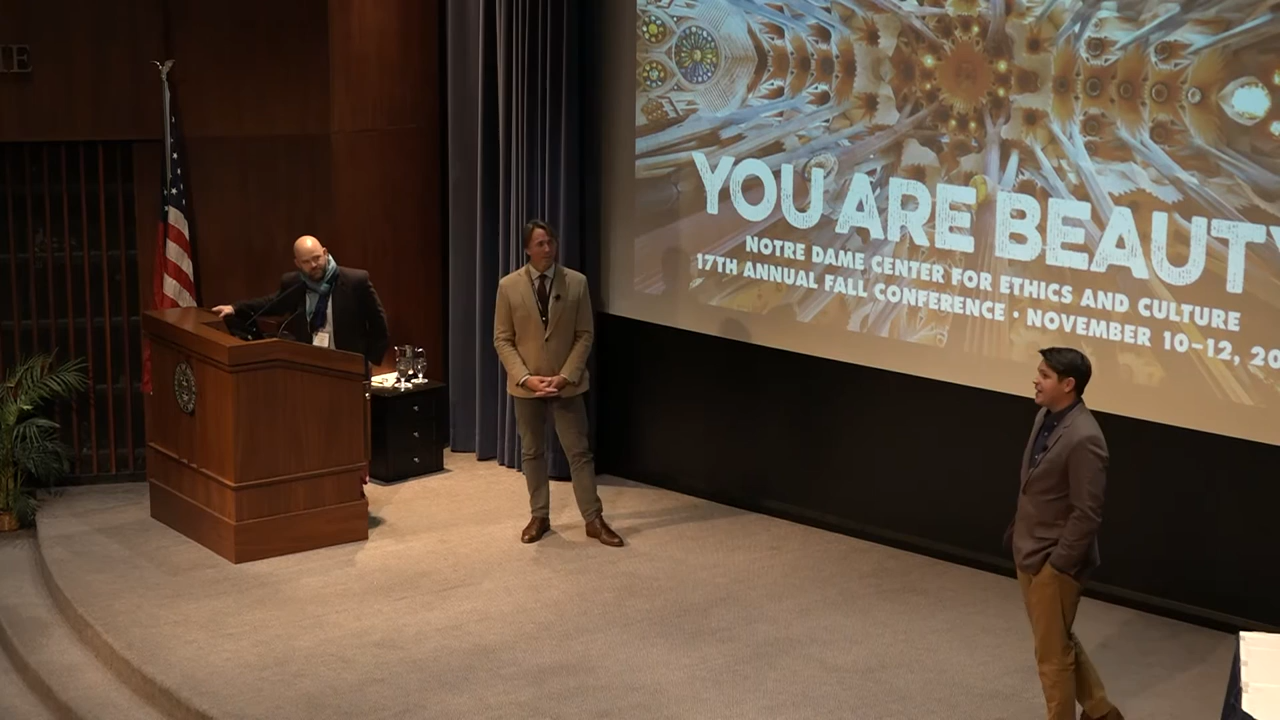 YOU ARE BEAUT
NOTRE DAME CENTER FOR ETHICS AND CULTURE
17TH ANNUAL FALL CONFERENCE · NOVEMBER 10-12, 20